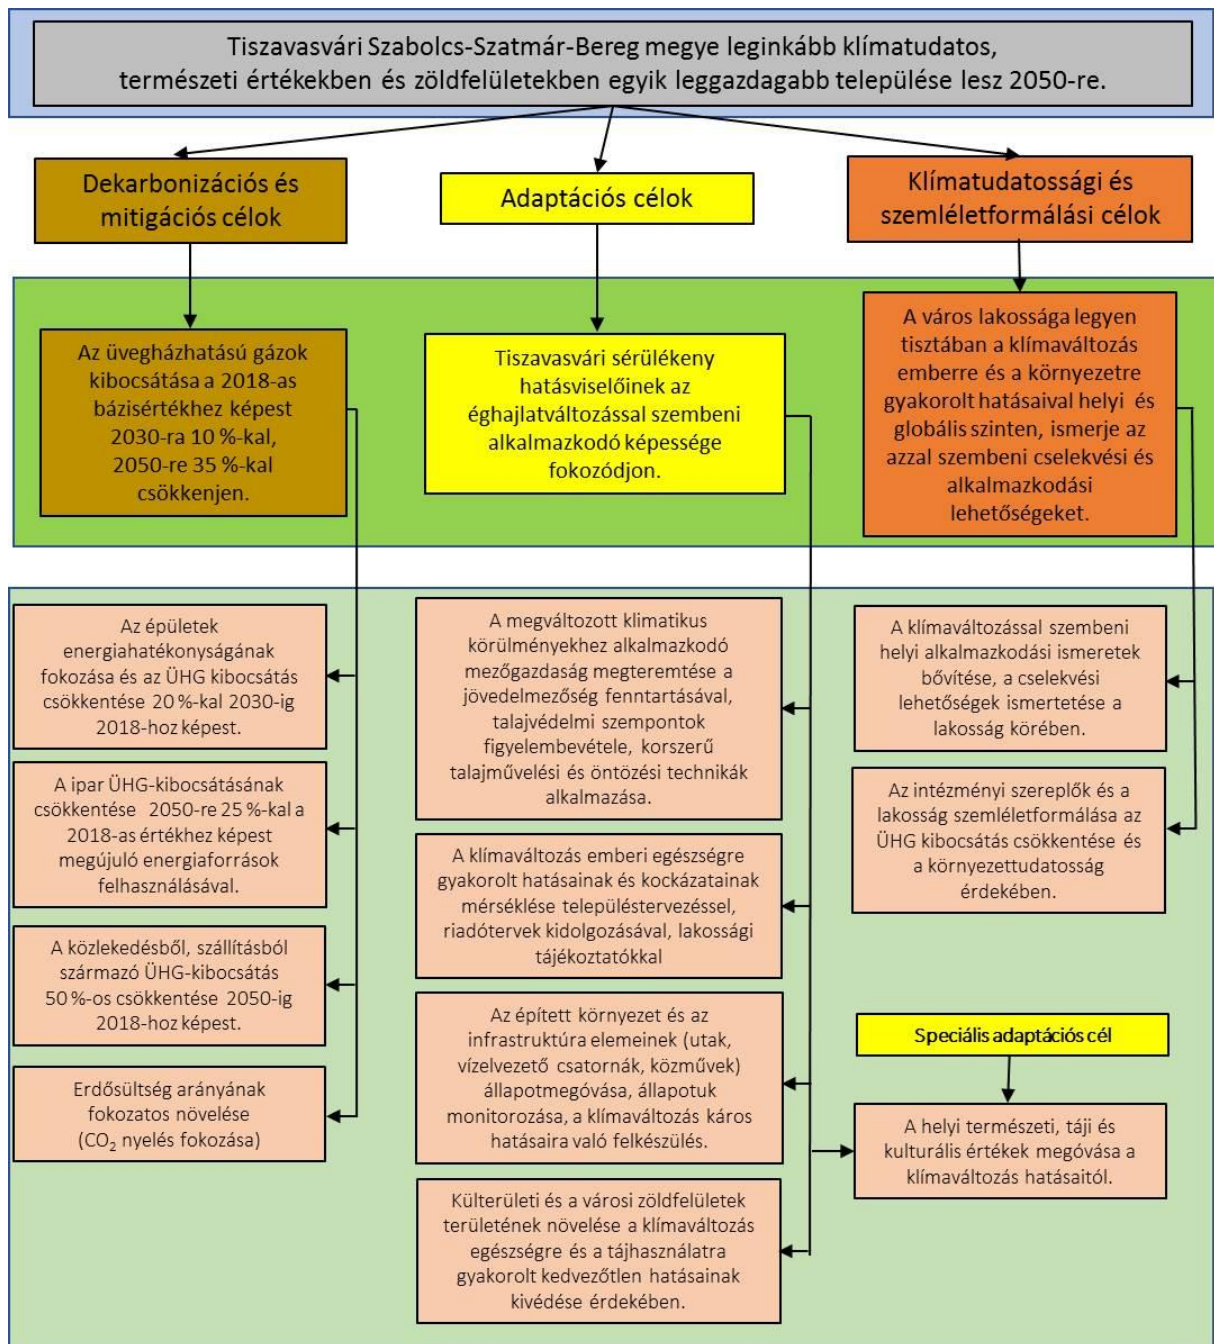 Tiszavasvári Szabolcs-Szatmár-Bereg megye leginkább klímatudatos,
természeti értékekben és zöldfelületekben egyik leggazdagabb települése lesz 2050-re.
Dekarbonizációs és
mitigációs célok
Adaptációs célok
Klímatudatossági és
szemléletformálási célok
Az üvegházhatású gázok
kibocsátása a 2018-as
bázisértékhez képest
2030-ra 10 %-kal,
2050-re 35 %-kal
csökkenjen.
Tiszavasvári sérülékeny
hatásviselőinek az
éghajlatváltozással szembeni
alkalmazkodó képessége
fokozódjon.
A város lakossága legyen
tisztában a klímaváltozás
emberre és a környezetre
gyakorolt hatásaival helyi és
globális szinten, ismerje az
azzal szembeni cselekvési és
alkalmazkodási
lehetőségeket.
Az épületek
energiahatékonyságának
fokozása és az ÜHG kibocsátás
csökkentése 20 %-kal 2030-ig
2018-hoz képest.
A ipar ÜHG-kibocsátásának
csökkentése 2050-re 25 %-kal a
2018-as értékhez képest
megújuló energiaforrások
felhasználásával.
A közlekedésből, szállításból
származó ÜHG-kibocsátás
50 %-os csökkentése 2050-ig
2018-hoz képest.
Erdősültség arányának
fokozatos növelése
(CO₂ nyelés fokozása)
A megváltozott klimatikus
körülményekhez alkalmazkodó
mezőgazdaság megteremtése a
jövedelmezőség fenntartásával,
talajvédelmi szempontok
figyelembevétele, korszerű
talajművelési és öntözési technikák
alkalmazása.
A klímaváltozás emberi egészségre
gyakorolt hatásainak és kockázatainak
mérséklése településtervezéssel,
riadótervek kidolgozásával, lakossági
tájékoztatókkal
Az épített környezet és az
infrastruktúra elemeinek (utak,
vízelvezető csatornák, közművek)
állapotmegóvása, állapotuk
monitorozása, a klímaváltozás káros
hatásaira való felkészülés.
Külterületi és a városi zöldfelületek
területének növelése a klímaváltozás
egészségre és a tájhasználatra
gyakorolt kedvezőtlen hatásainak
kivédése érdekében.
A klímaváltozással szembeni
helyi alkalmazkodási ismeretek
bővítése, a cselekvési
lehetőségek ismertetése a
lakosság körében.
Az intézményi szereplők és a
lakosság szemléletformálása az
ÜHG kibocsátás csökkentése és
a környezettudatosság
érdekében.
Speciális adaptációs cél
A helyi természeti, táji és
kulturális értékek megóvása a
klímaváltozás hatásaitól.